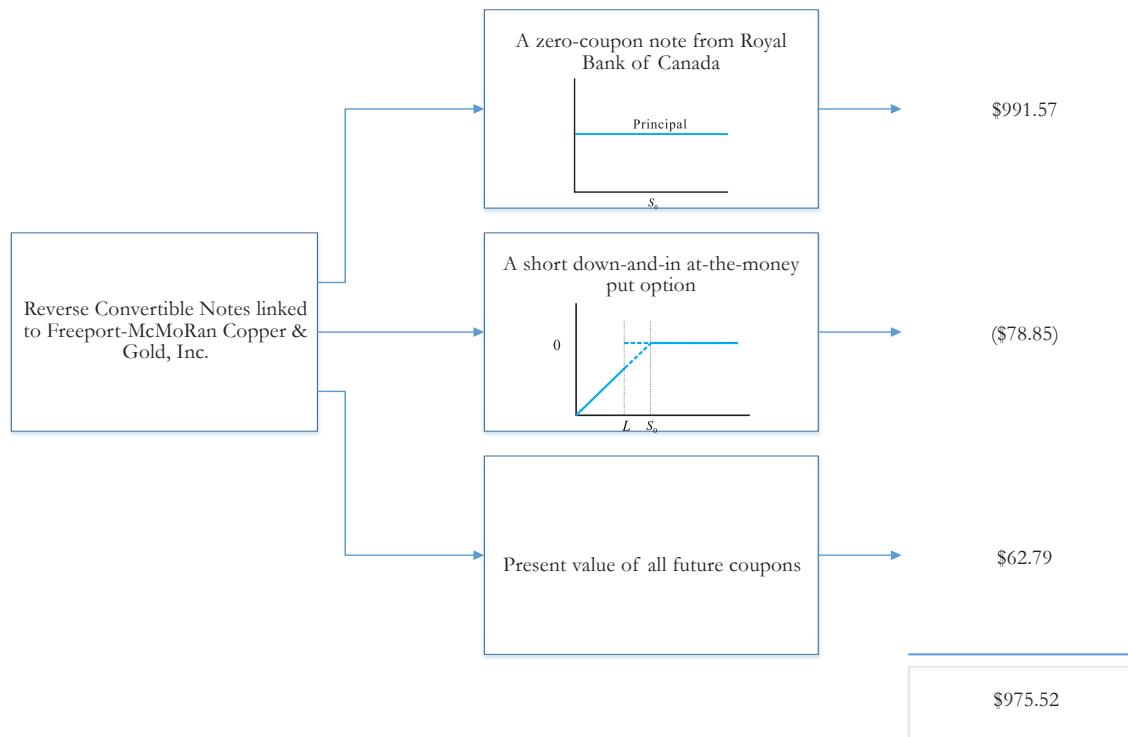 A zero-coupon note from Royal
Bank of Canada
Principal
S₀
$991.57
Reverse Convertible Notes linked
to Freeport-McMoRan Copper &
Gold, Inc.
A short down-and-in at-the-money
put option
0
L
S₀
($78.85)
Present value of all future coupons
$62.79
$975.52